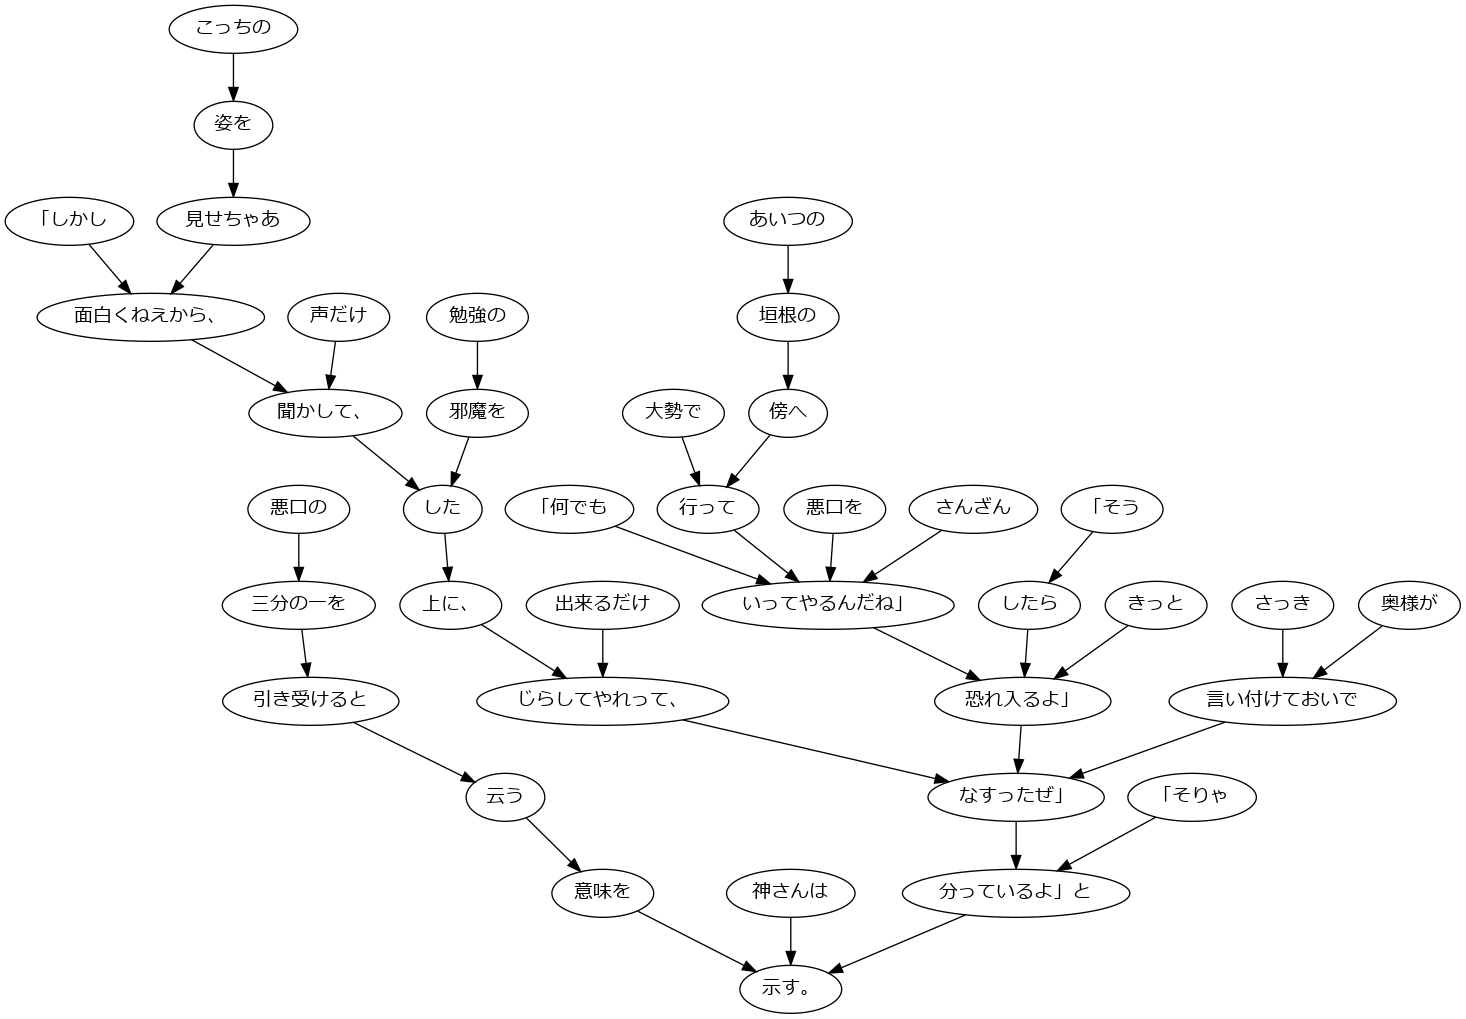 こっちの
姿を
「しかし
見せちゃあ
あいつの
面白くねえから、
声だけ
勉強の
垣根の
聞かして、
邪魔を
大勢で
傍へ
悪口の
した
「何でも
行って
悪口を
さんざん
「そう
三分の一を
上に、
出来るだけ
いってやるんだね」
したら
きっと
さっき
奥様が
引き受けると
じらしてやれって、
恐れ入るよ」
言い付けておいで
云う
なすったぜ」
「そりゃ
意味を
神さんは
分っているよ」と
示す。